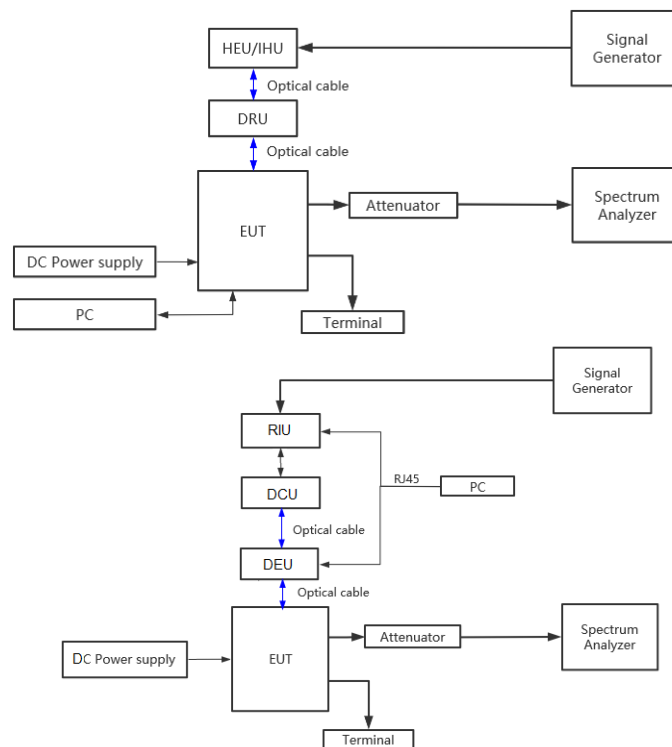 HEU/IHU
Signal
Generator
Optical cable
DRU
Optical cable
EUT
Attenuator
Spectrum
Analyzer
DC Power supply
PC
Terminal
Signal
Generator
RIU
RJ45
PC
DCU
Optical cable
DEU
Optical cable
EUT
Attenuator
Spectrum
Analyzer
DC Power supply
Terminal